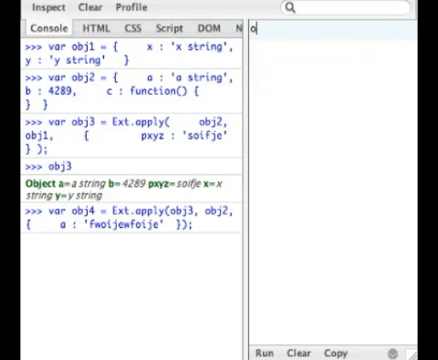 Inspect Clear Profile
Console HTML CSS Script DOM N
>>> var obj1 = { x : 'x string',
y : 'y string' }
>>> var obj2 = { a : 'a string',
b : 4289, c : function() {
} }
>>> var obj3 = Ext.apply( obj2,
obj1, { pxyz : 'soifje'
} );
>>> obj3
Object a=a string b=4289 pxyz=soifje x=x
string y=y string
>>> var obj4 = Ext.apply(obj3, obj2,
{ a : 'fwoijewfoije' });
o
Run Clear Copy